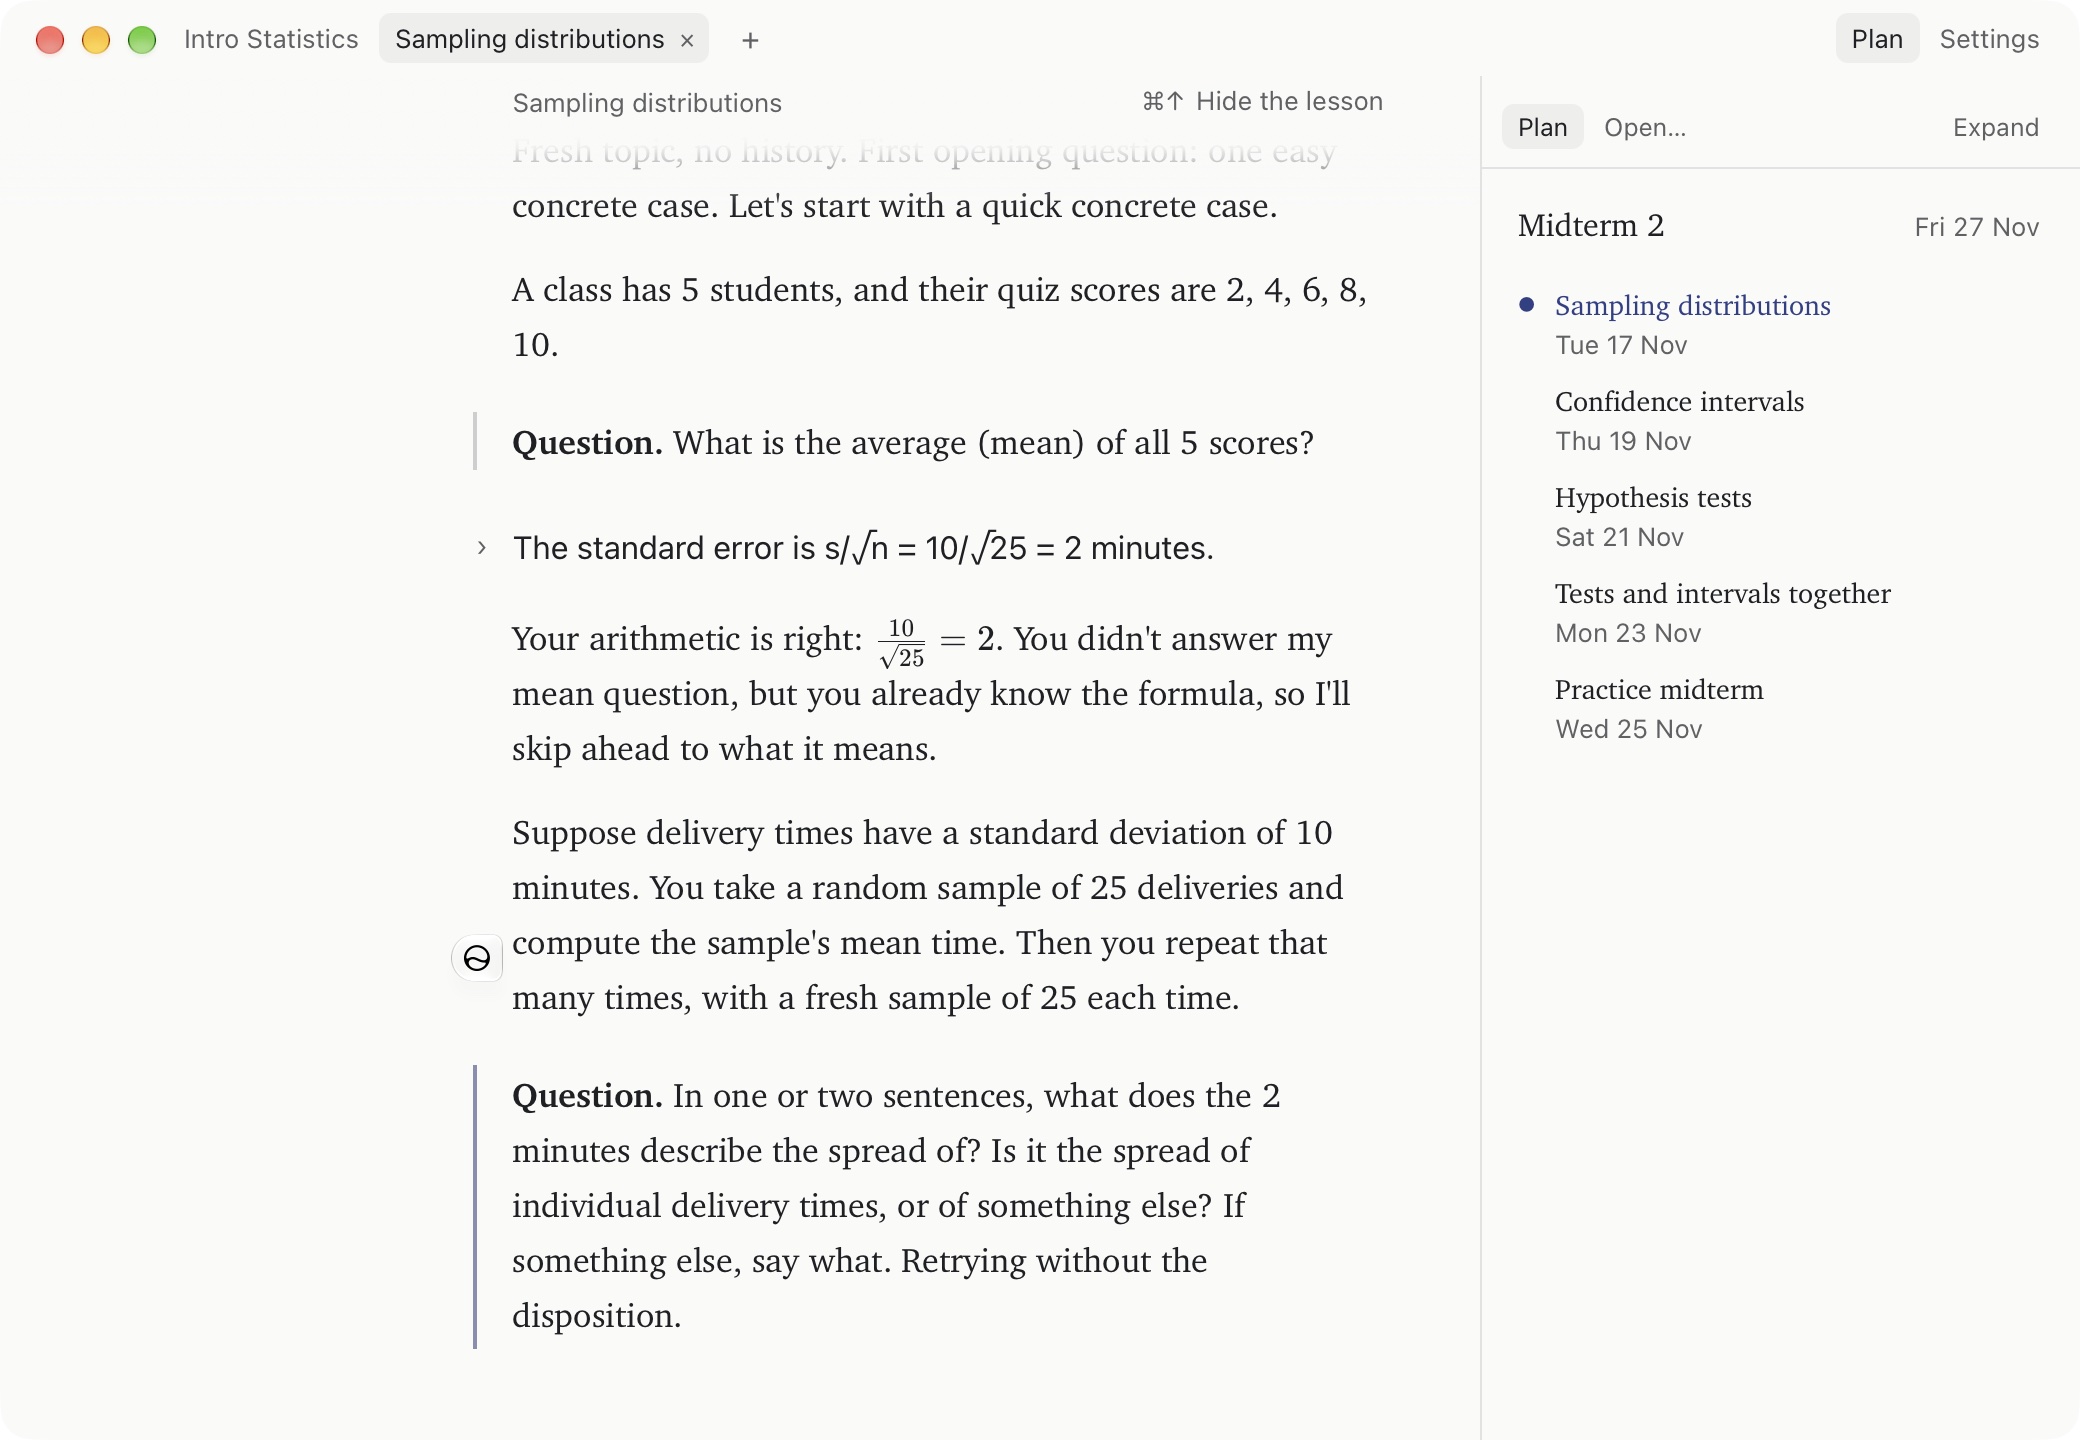 Intro Statistics
Sampling distributions ×
+
Plan
Settings
Sampling distributions
⌘↑ Hide the lesson
Fresh topic, no history. First opening question: one easy
concrete case. Let's start with a quick concrete case.
A class has 5 students, and their quiz scores are 2, 4, 6, 8,
10.
Question. What is the average (mean) of all 5 scores?
› The standard error is s/√n = 10/√25 = 2 minutes.
Your arithmetic is right: 10/√25 = 2. You didn't answer my
mean question, but you already know the formula, so I'll
skip ahead to what it means.
Suppose delivery times have a standard deviation of 10
minutes. You take a random sample of 25 deliveries and
compute the sample's mean time. Then you repeat that
many times, with a fresh sample of 25 each time.
Question. In one or two sentences, what does the 2
minutes describe the spread of? Is it the spread of
individual delivery times, or of something else? If
something else, say what. Retrying without the
disposition.
Plan
Open...
Expand
Midterm 2
Fri 27 Nov
Sampling distributions
Tue 17 Nov
Confidence intervals
Thu 19 Nov
Hypothesis tests
Sat 21 Nov
Tests and intervals together
Mon 23 Nov
Practice midterm
Wed 25 Nov